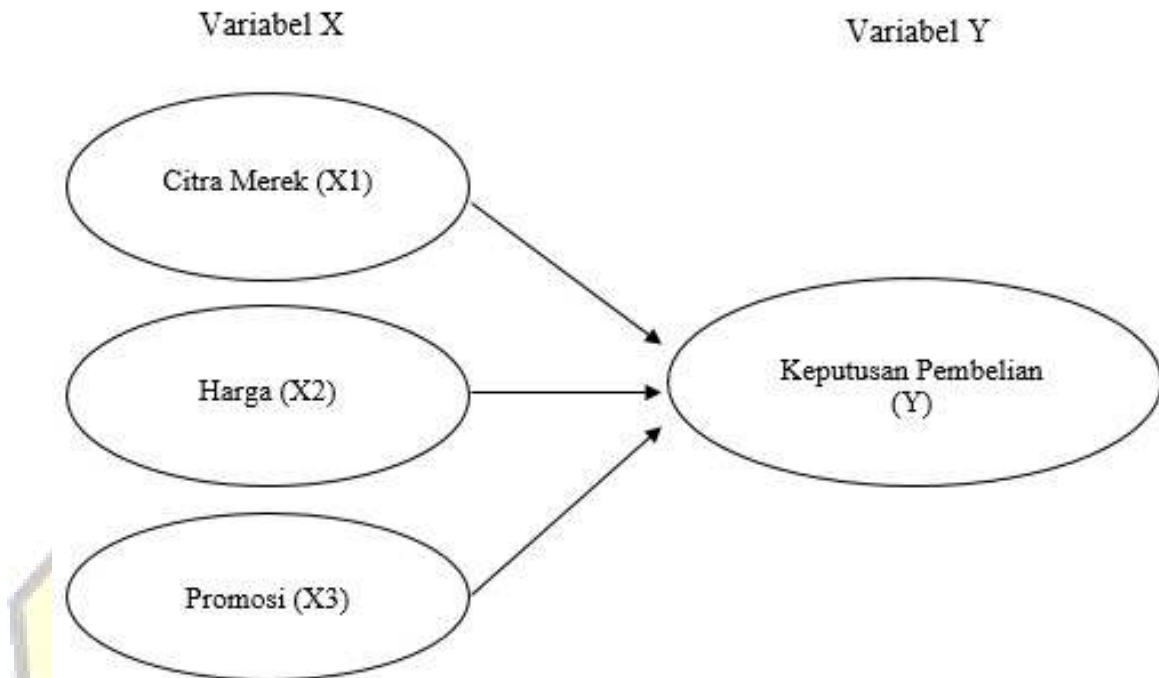 Variabel X
Variabel Y
Citra Merek (X1)
Harga (X2)
Keputusan Pembelian
(Y)
Promosi (X3)